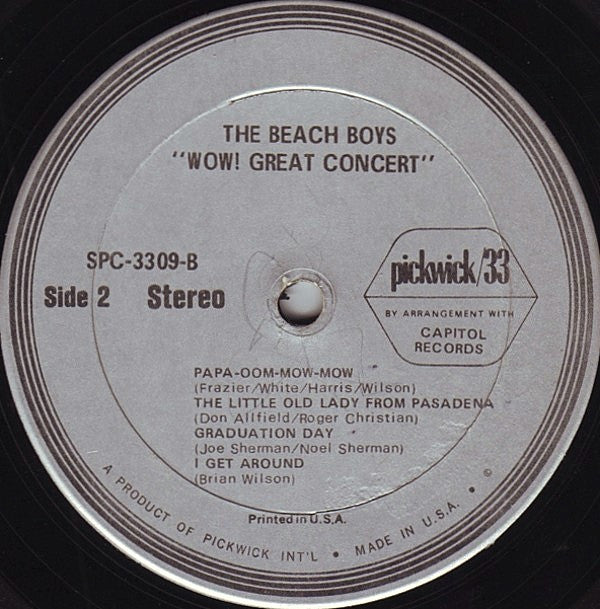 THE BEACH BOYS
"WOW! GREAT CONCERT"
SPC-3309-B
Side 2 Stereo
pickwick/33
BY ARRANGEMENT WITH
CAPITOL
RECORDS
PAPA-OOM-MOW-MOW
(Frazier/White/Harris/Wilson)
THE LITTLE OLD LADY FROM PASADENA
(Don Allfield/Roger Christian)
GRADUATION DAY
(Joe Sherman/Noel Sherman)
I GET AROUND
(Brian Wilson)
Printed in U.S.A.
A PRODUCT OF PICKWICK INT'L • MADE IN U.S.A. • ©